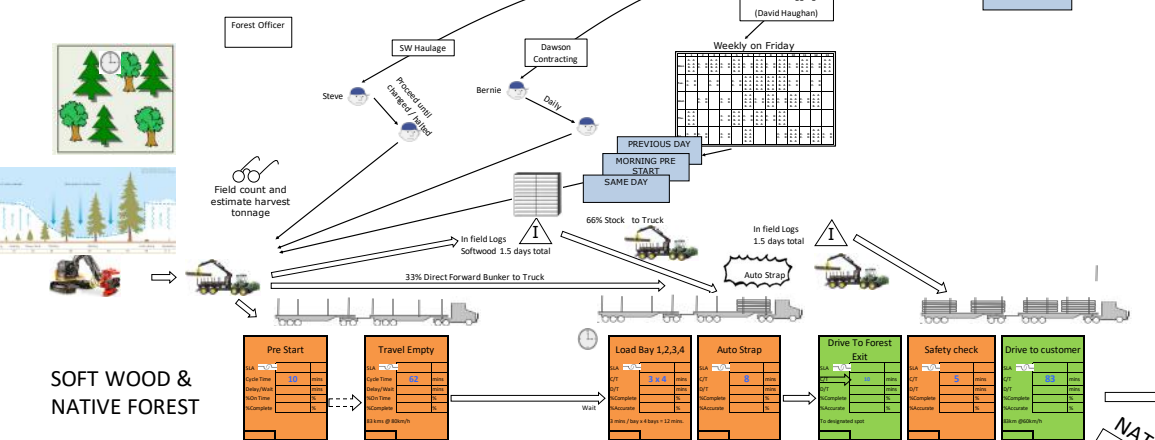 (David Haughan)
Forest Officer
SW Haulage
Dawson
Contracting
Weekly on Friday
Steve
Proceed until
changed / halted
Bernie
Daily
PREVIOUS DAY
MORNING PRE
START
SAME DAY
Field count and
estimate harvest
tonnage
66% Stock to Truck
I
In field Logs
Softwood 1.5 days total
In field Logs
1.5 days total
I
Auto Strap
33% Direct Forward Bunker to Truck
SOFT WOOD &
NATIVE FOREST
Pre Start
SLA
Cycle Time 10 mins
Delay/Wait mins
%On Time %
%Complete %
Travel Empty
SLA
Cycle Time 62 mins
Delay/Wait mins
%On Time %
%Complete %
83 kms @ 80km/h
Wait
Load Bay 1,2,3,4
SLA
C/T 3 x 4 mins
D/T mins
%Complete %
%Accurate %
3 mins / bay x 4 bays = 12 mins.
Auto Strap
SLA
C/T 8 mins
D/T mins
%Complete %
%Accurate %
Drive To Forest
Exit
SLA
C/T 10 mins
D/T mins
%Complete %
%Accurate %
To designated spot
Safety check
SLA
C/T 5 mins
D/T mins
%Complete %
%Accurate %
Drive to customer
SLA
C/T 83 mins
D/T mins
%Complete %
%Accurate %
83km @60km/h